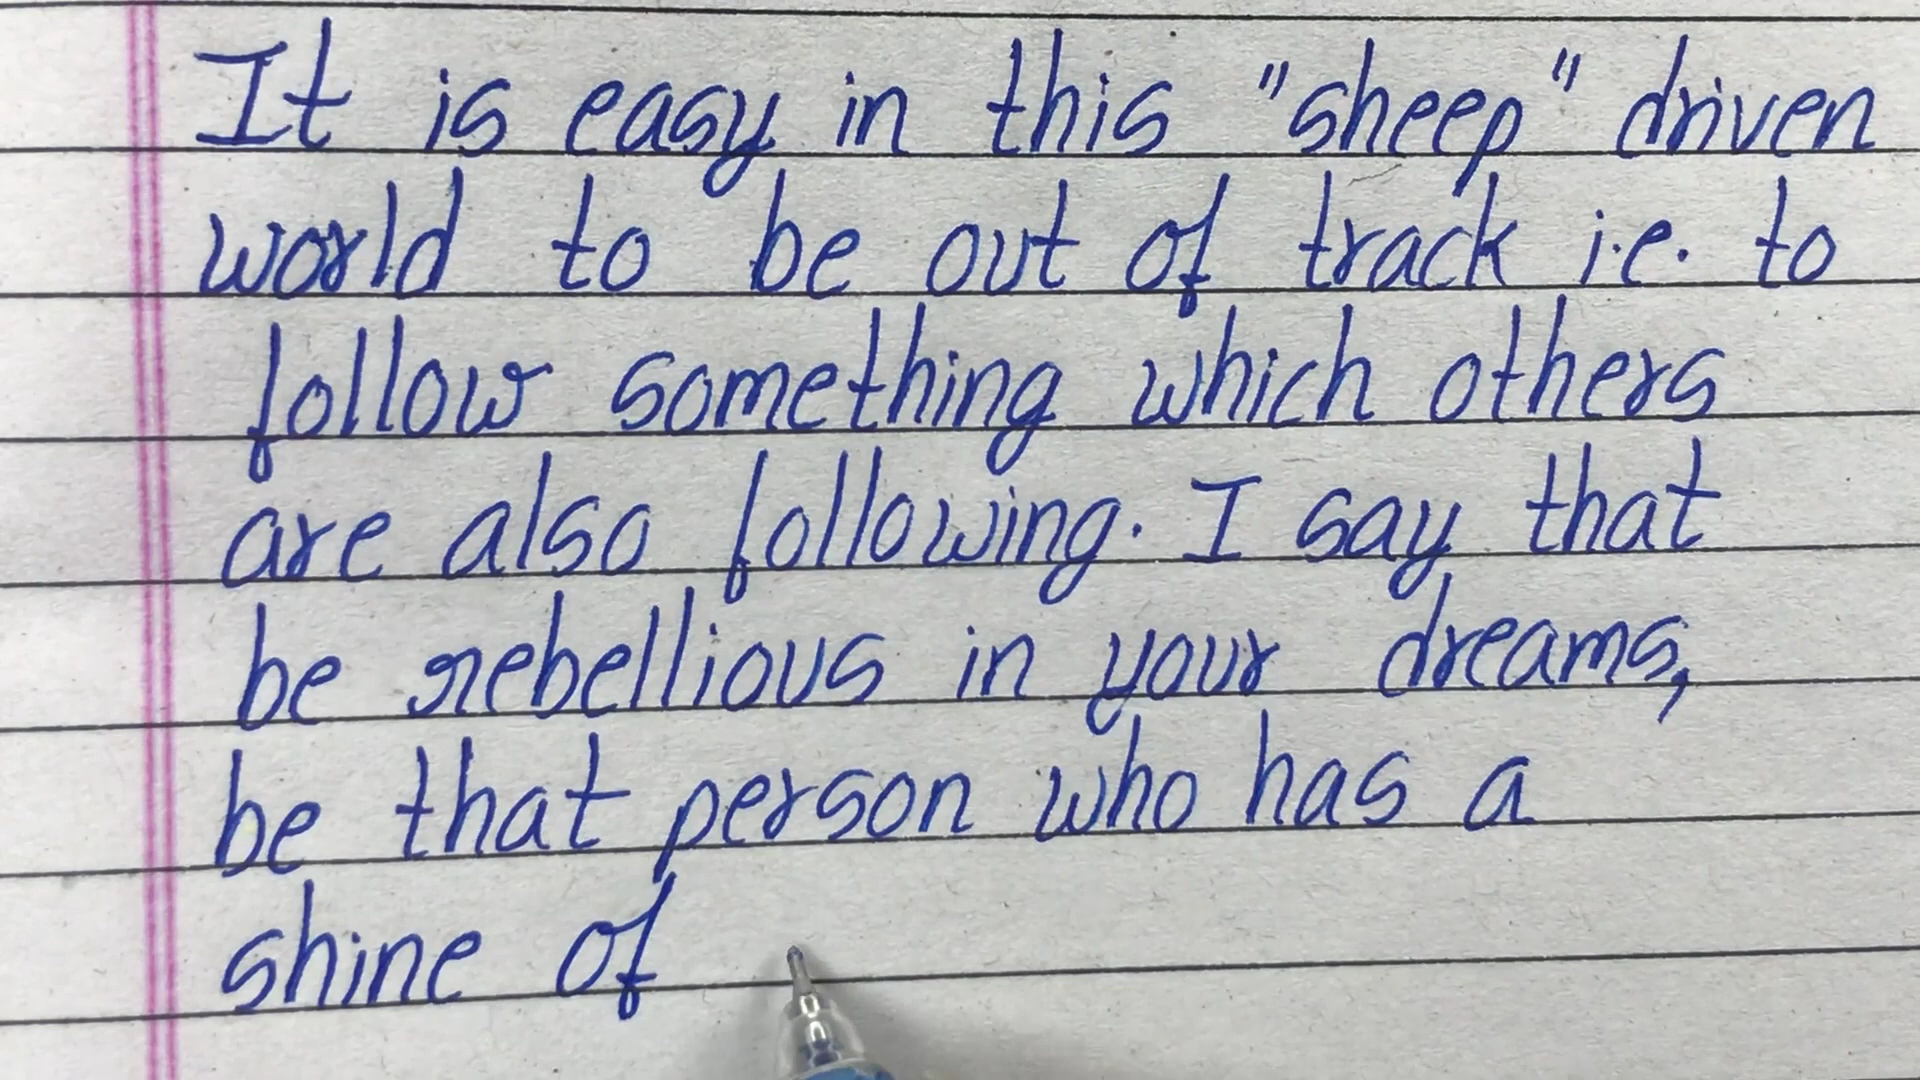 It is easy in this "sheep" driven
world to be out of track i.e. to
follow something which others
are also following. I say that
be rebellious in your dreams,
be that person who has a
shine of